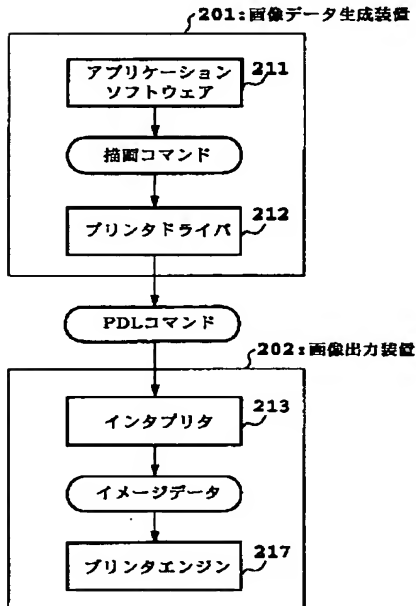 201:画像データ生成装置
アプリケーション
ソフトウェア
211
描画コマンド
プリンタドライバ
212
PDLコマンド
202:画像出力装置
インタプリタ
213
イメージデータ
プリンタエンジン
217